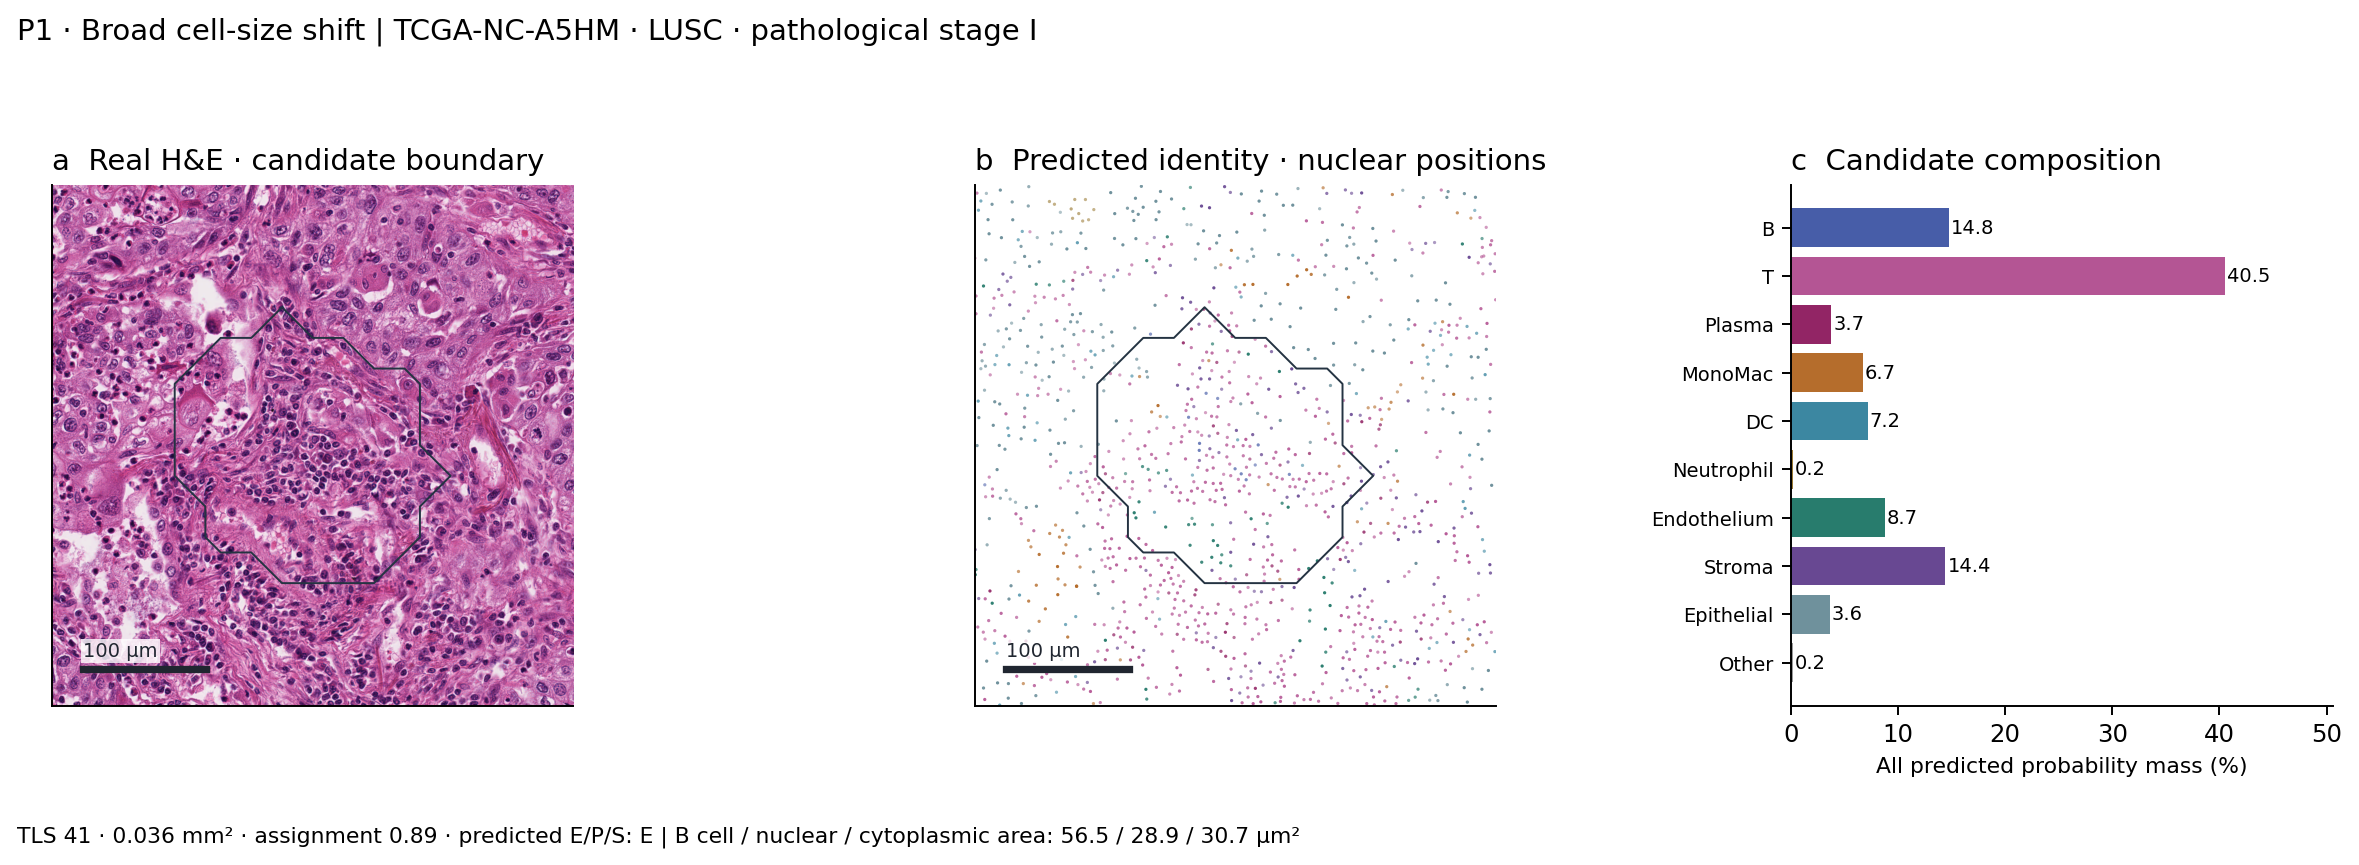 P1 · Broad cell-size shift | TCGA-NC-A5HM · LUSC · pathological stage I
a Real H&E · candidate boundary
100 µm
b Predicted identity · nuclear positions
100 µm
c Candidate composition
B 14.8
T 40.5
Plasma 3.7
MonoMac 6.7
DC 7.2
Neutrophil 0.2
Endothelium 8.7
Stroma 14.4
Epithelial 3.6
Other 0.2
0 10 20 30 40 50
All predicted probability mass (%)
TLS 41 · 0.036 mm² · assignment 0.89 · predicted E/P/S: E | B cell / nuclear / cytoplasmic area: 56.5 / 28.9 / 30.7 µm²